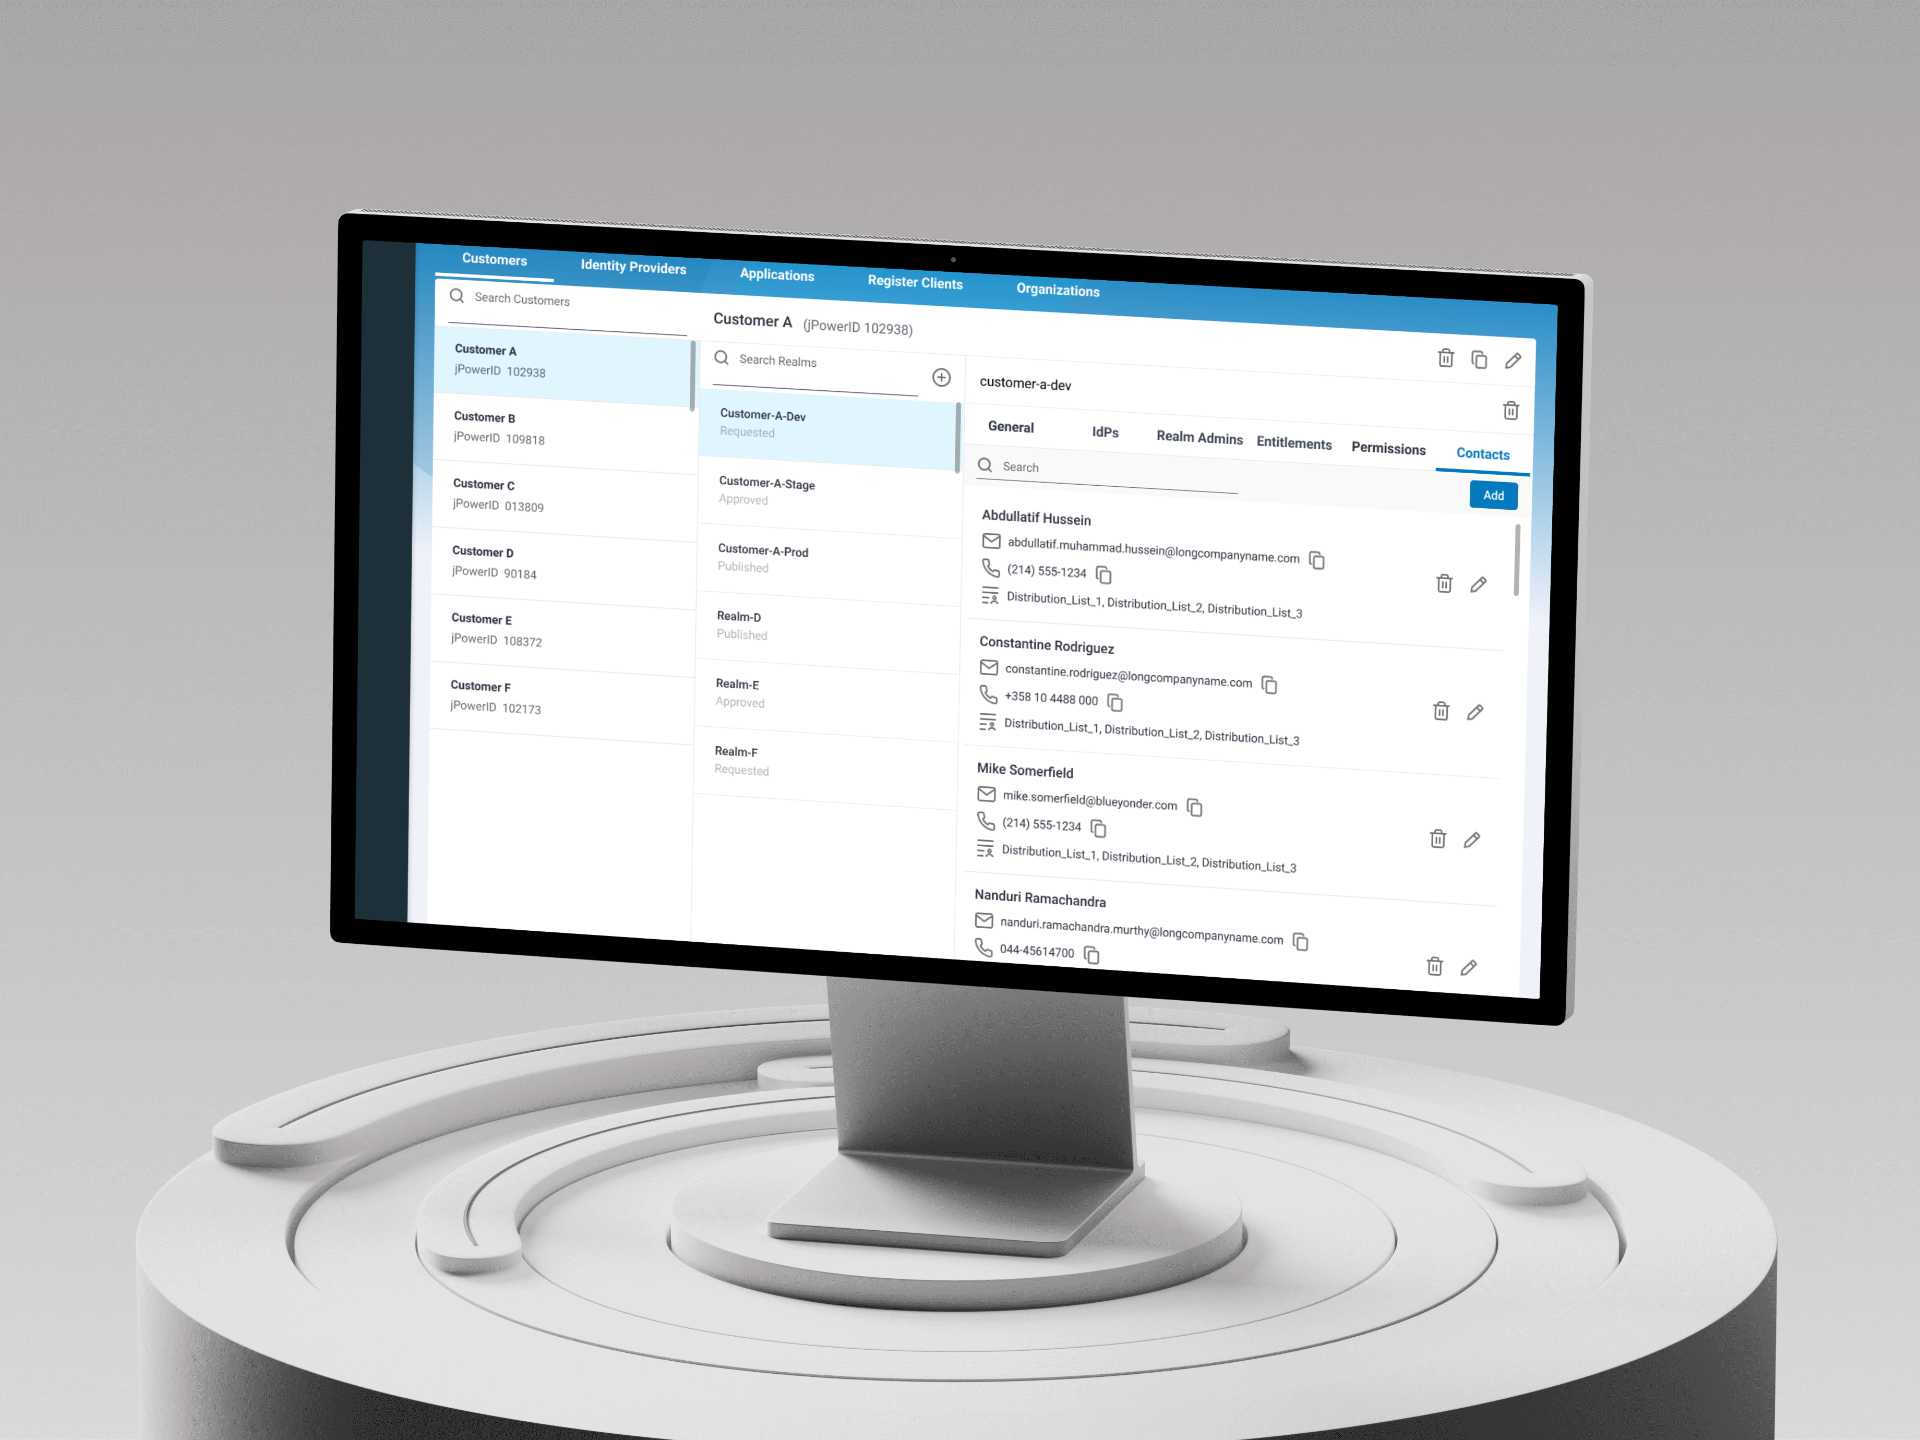 Customers
Identity Providers
Applications
Register Clients
Organizations
Search Customers
Customer A
jPowerID 102938
Customer B
jPowerID 109818
Customer C
jPowerID 013809
Customer D
jPowerID 90184
Customer E
jPowerID 108372
Customer F
jPowerID 102173
Customer A (jPowerID 102938)
Search Realms
Customer-A-Dev
Requested
Customer-A-Stage
Approved
Customer-A-Prod
Published
Realm-D
Published
Realm-E
Approved
Realm-F
Requested
customer-a-dev
General
IdPs
Realm Admins
Entitlements
Permissions
Contacts
Search
Add
Abdullatif Hussein
abdullatif.muhammad.hussein@longcompanyname.com
(214) 555-1234
Distribution_List_1, Distribution_List_2, Distribution_List_3
Constantine Rodriguez
constantine.rodriguez@longcompanyname.com
+358 10 4488 000
Distribution_List_1, Distribution_List_2, Distribution_List_3
Mike Somerfield
mike.somerfield@blueyonder.com
(214) 555-1234
Distribution_List_1, Distribution_List_2, Distribution_List_3
Nanduri Ramachandra
nanduri.ramachandra.murthy@longcompanyname.com
044-45614700